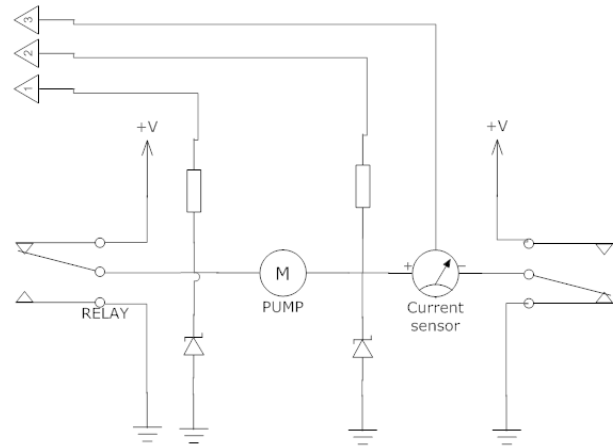 3
2
1
+V
+V
M
PUMP
+
-
RELAY
Current
sensor